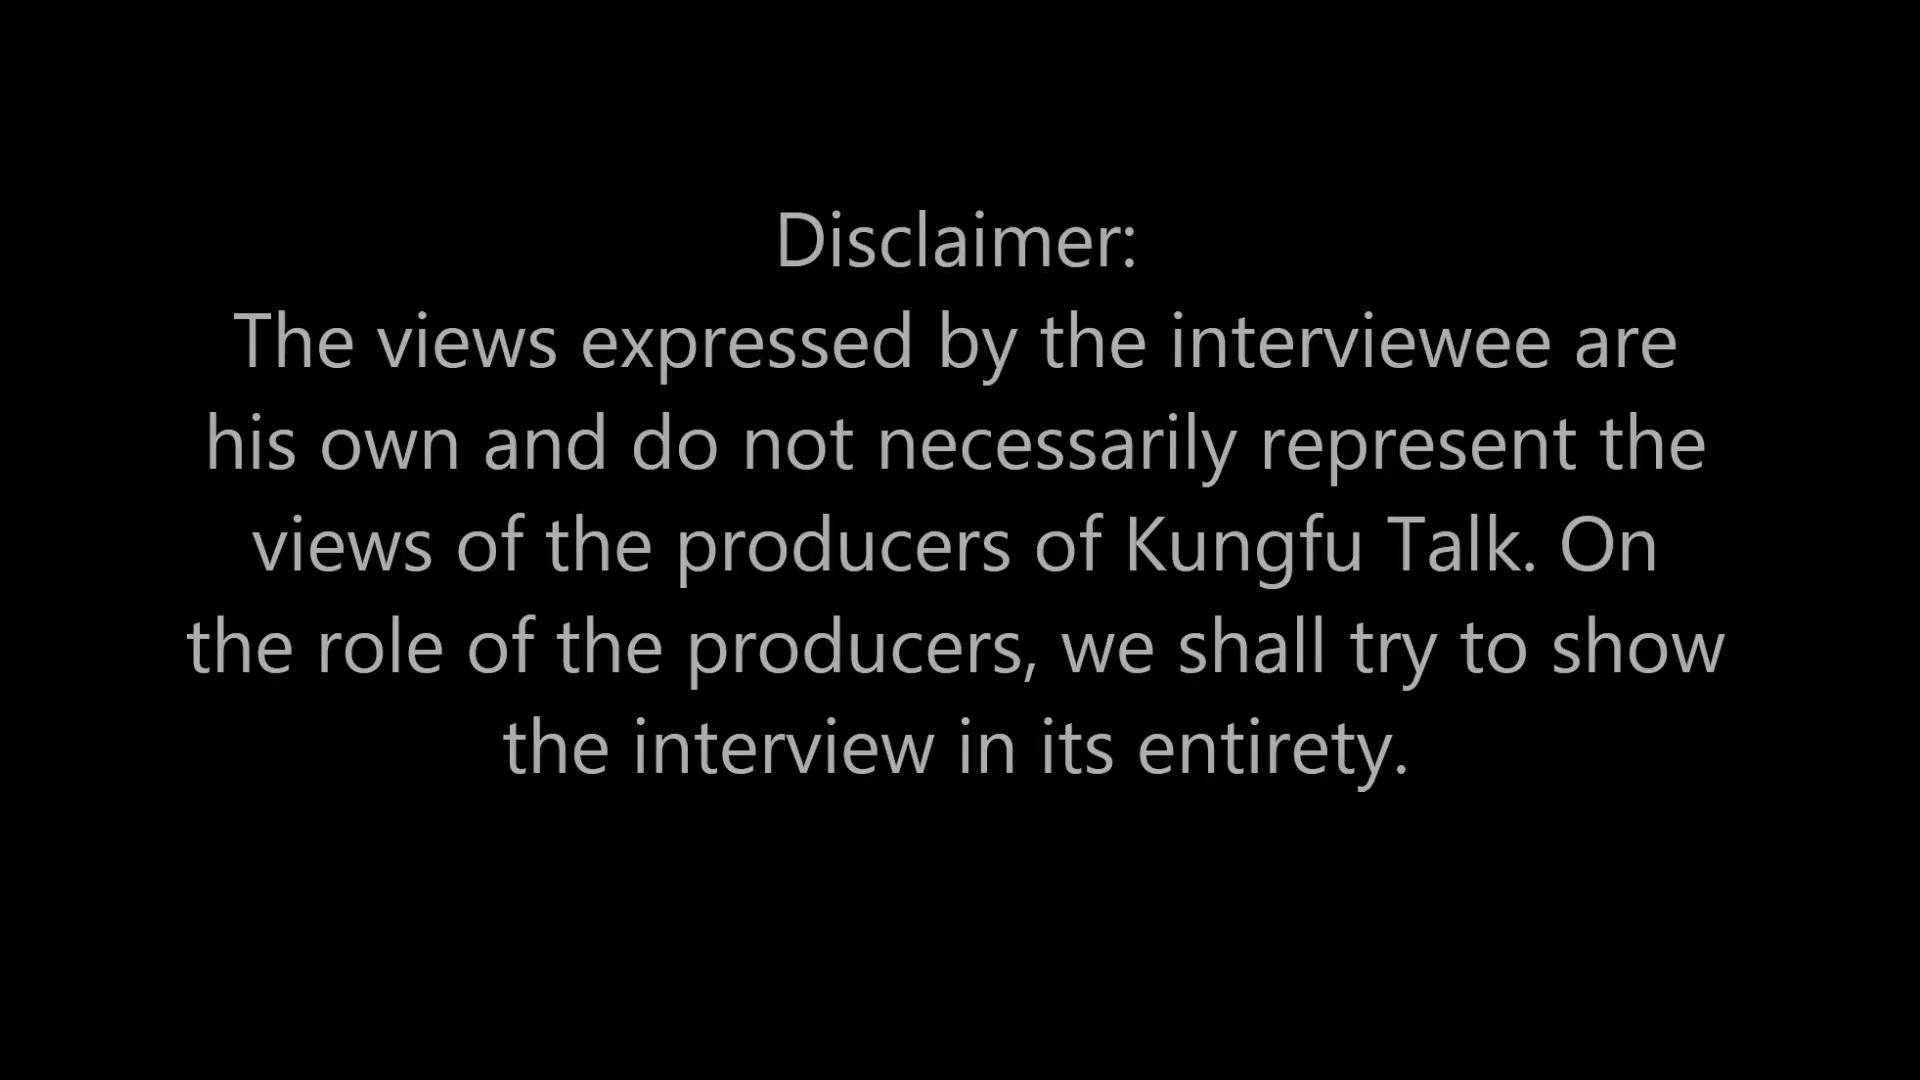 Disclaimer:
The views expressed by the interviewee are
his own and do not necessarily represent the
views of the producers of Kungfu Talk. On
the role of the producers, we shall try to show
the interview in its entirety.